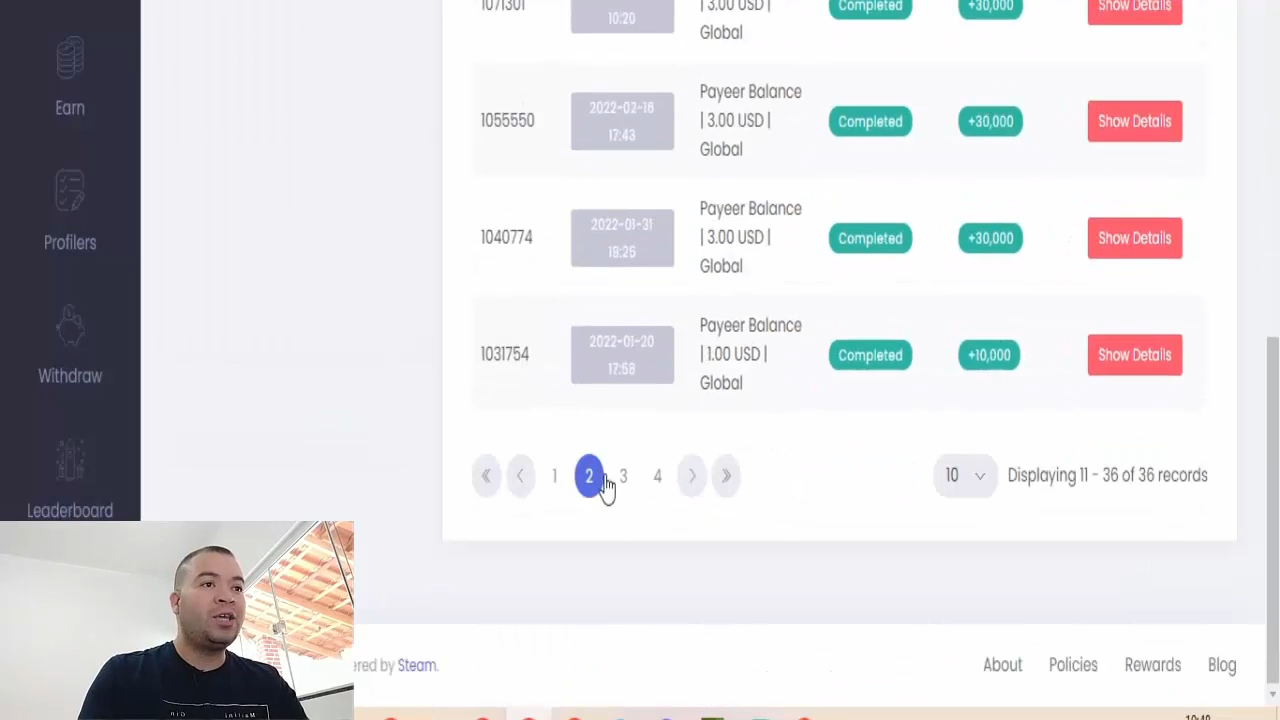 1071301
10:20
| 3.00 USD |
Global
Completed
+30,000
Show Details
Earn
1055550
2022-02-16
17:43
Payeer Balance
| 3.00 USD |
Global
Completed
+30,000
Show Details
Profilers
1040774
2022-01-31
19:25
Payeer Balance
| 3.00 USD |
Global
Completed
+30,000
Show Details
Withdraw
1031754
2022-01-20
17:58
Payeer Balance
| 1.00 USD |
Global
Completed
+10,000
Show Details
Leaderboard
« ‹ 1 2 3 4 › »
10
Displaying 11 - 36 of 36 records
ered by Steam.
About
Policies
Rewards
Blog